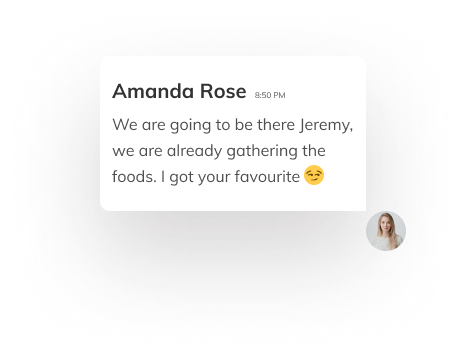 Amanda Rose 8:50 PM
We are going to be there Jeremy,
we are already gathering the
foods. I got your favourite 😏